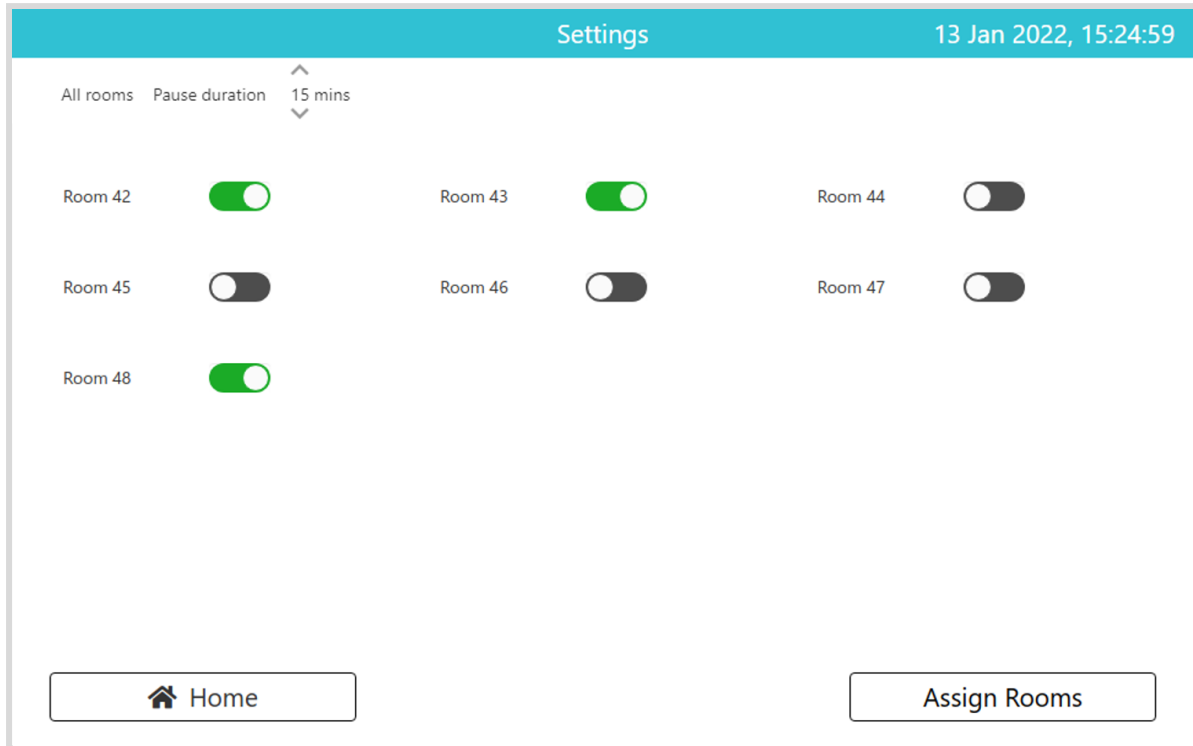 Settings 13 Jan 2022, 15:24:59
All rooms Pause duration 15 mins
Room 42 Room 43 Room 44
Room 45 Room 46 Room 47
Room 48
Home Assign Rooms